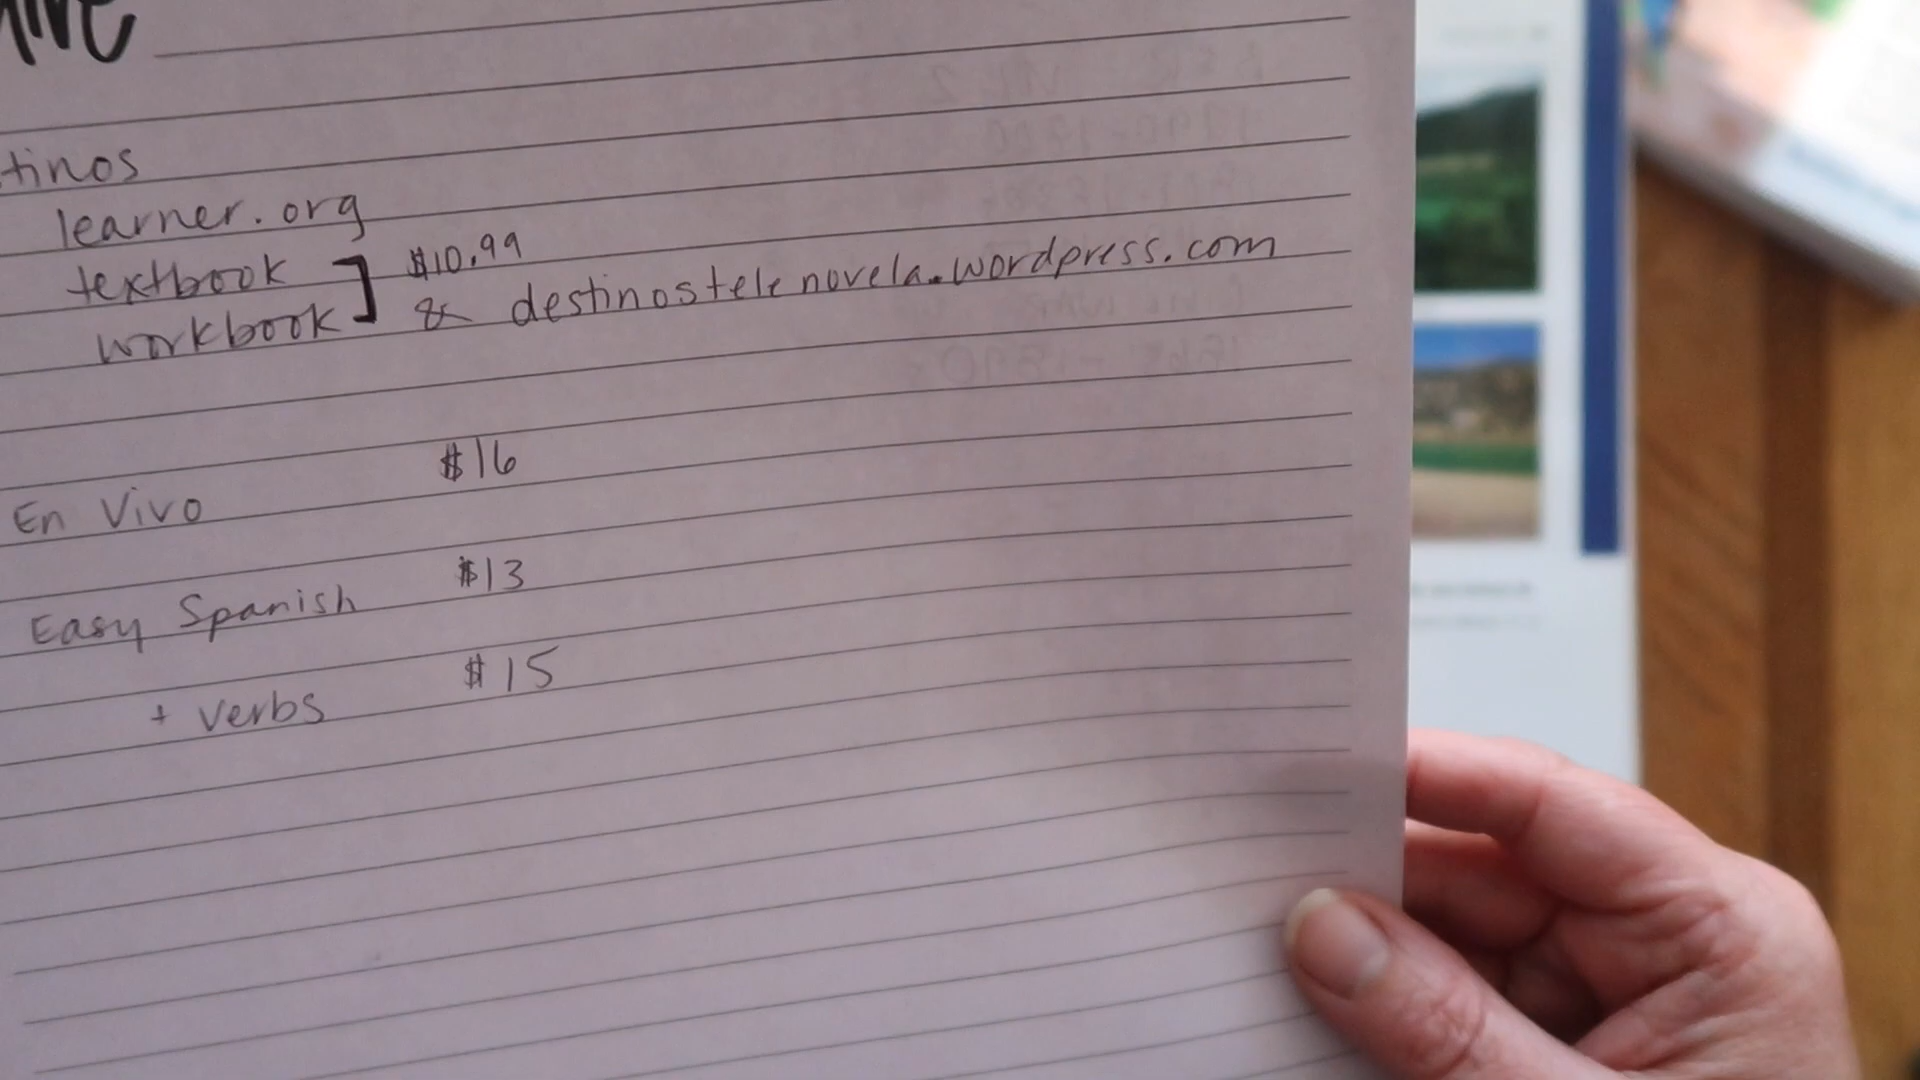 tinos
learner.org
textbook ] $10.99
workbook & destinostelenovela.wordpress.com
En Vivo $16
Easy Spanish $13
+ verbs $15